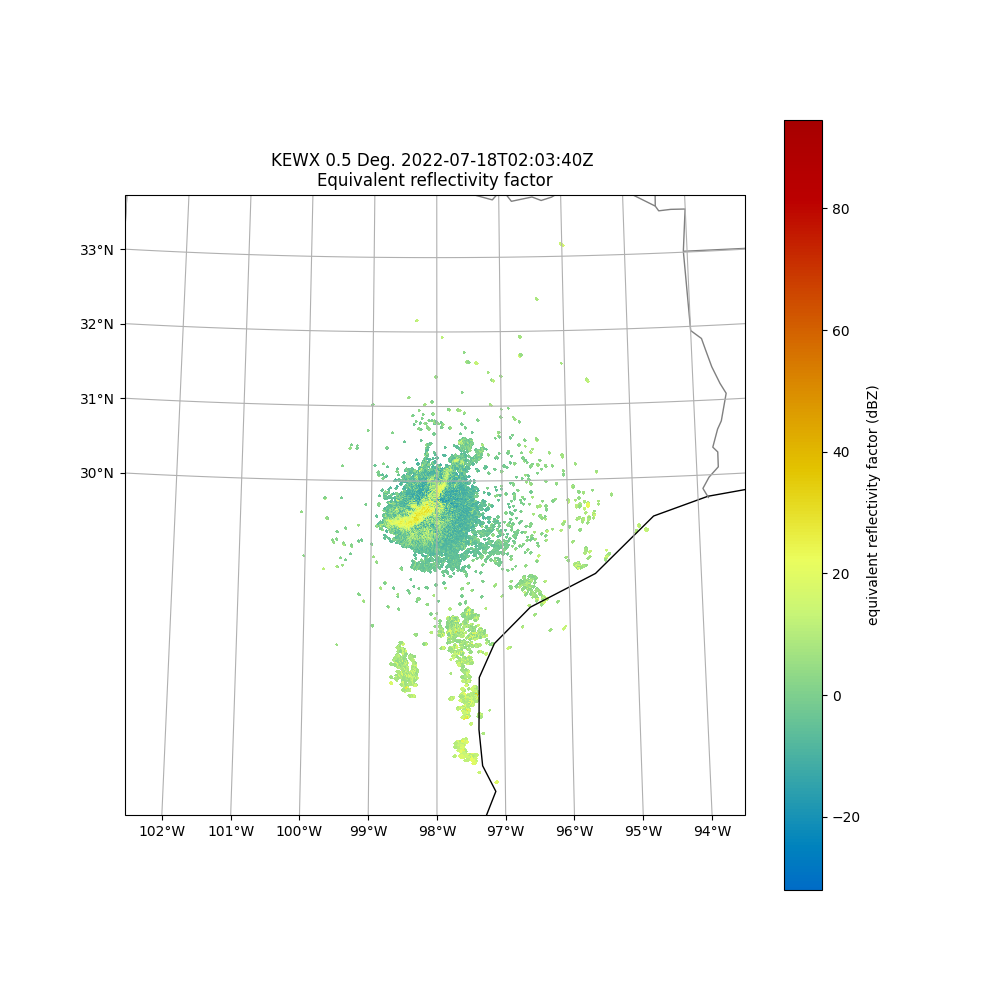 KEWX 0.5 Deg. 2022-07-18T02:03:40Z
Equivalent reflectivity factor
33°N
32°N
31°N
30°N
102°W 101°W 100°W 99°W 98°W 97°W 96°W 95°W 94°W
80
60
40
20
0
−20
equivalent reflectivity factor (dBZ)